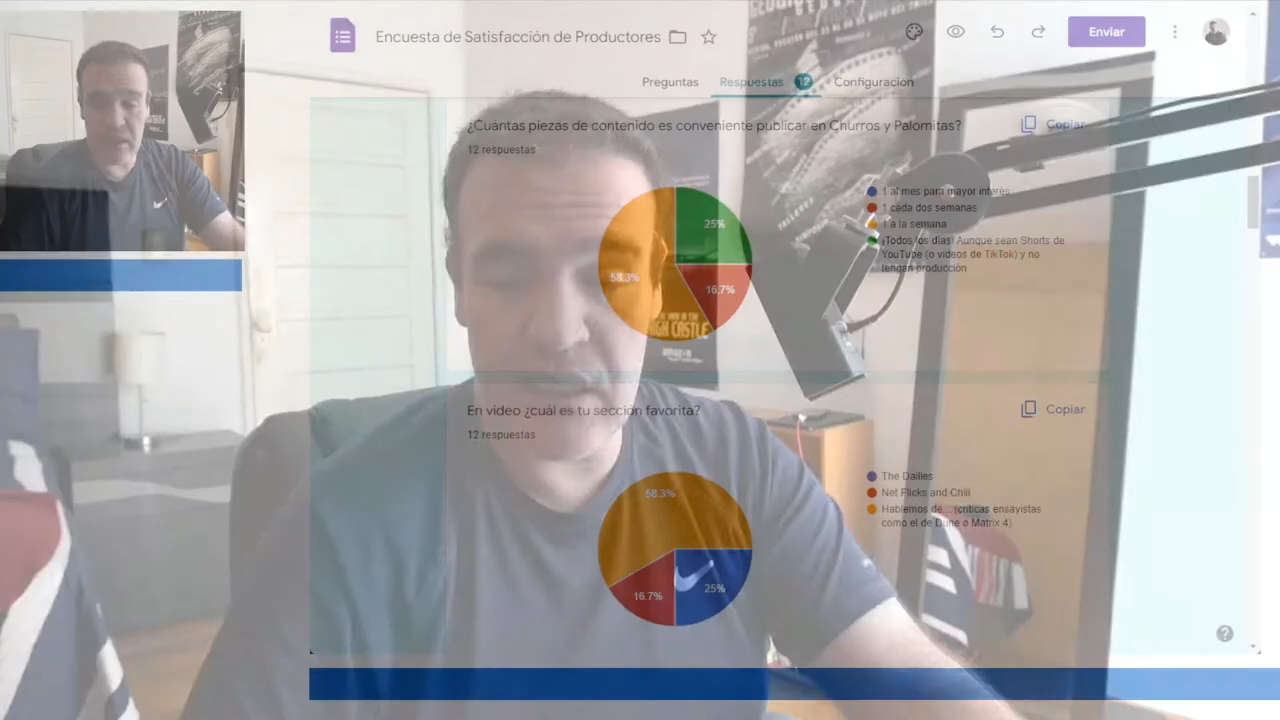 Encuesta de Satisfacción de Productores
Enviar
Preguntas Respuestas 12 Configuración
¿Cuántas piezas de contenido es conveniente publicar en Churros y Palomitas?
Copiar
12 respuestas
25%
58.3%
16.7%
1 al mes para mayor interés
1 cada dos semanas
1 a la semana
¡Todos los días! Aunque sean Shorts de
YouTube (o videos de TikTok) y no
tengan producción
HIGH CASTLE
amazon
En video ¿cuál es tu sección favorita?
Copiar
12 respuestas
58.3%
16.7%
25%
The Dailies
Net Flicks and Chill
Hablemos de... (críticas ensayistas
como el de Dune o Matrix 4)